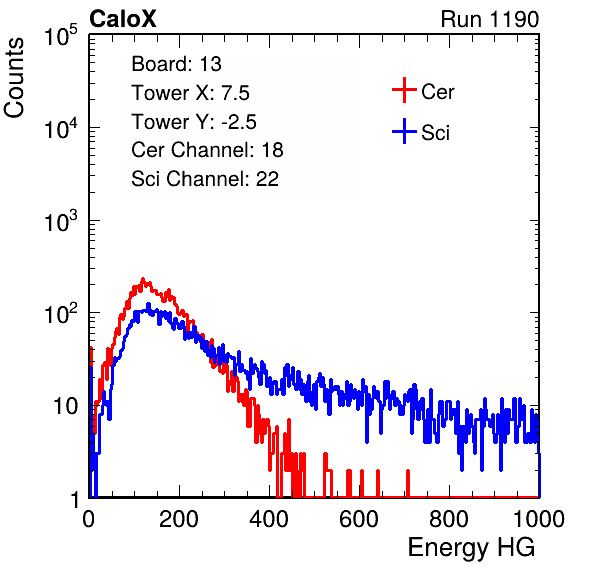 CaloX Run 1190
Counts
Board: 13
Tower X: 7.5
Tower Y: -2.5
Cer Channel: 18
Sci Channel: 22
Cer
Sci
10^5
10^4
10^3
10^2
10
1
0 200 400 600 800 1000
Energy HG